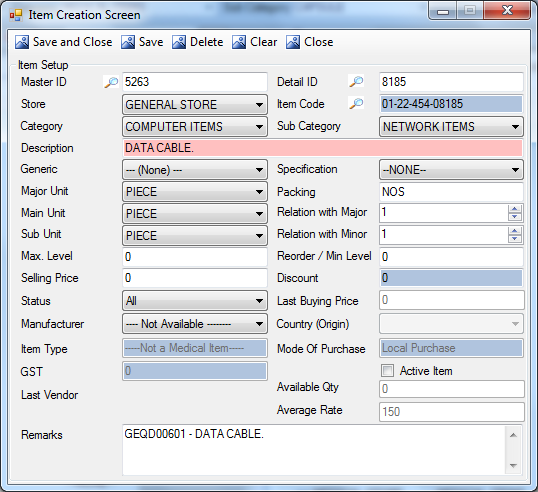 Item Creation Screen
Save and Close Save Delete Clear Close
Item Setup
Master ID 5263 Detail ID 8185
Store GENERAL STORE Item Code 01-22-454-08185
Category COMPUTER ITEMS Sub Category NETWORK ITEMS
Description DATA CABLE.
Generic --- (None) --- Specification --NONE--
Major Unit PIECE Packing NOS
Main Unit PIECE Relation with Major 1
Sub Unit PIECE Relation with Minor 1
Max. Level 0 Reorder / Min Level 0
Selling Price 0 Discount 0
Status All Last Buying Price 0
Manufacturer ---- Not Available -------- Country (Origin)
Item Type -----Not a Medical Item----- Mode Of Purchase Local Purchase
GST 0 Active Item
Last Vendor Available Qty 0
Average Rate 150
Remarks GEQD00601 - DATA CABLE.